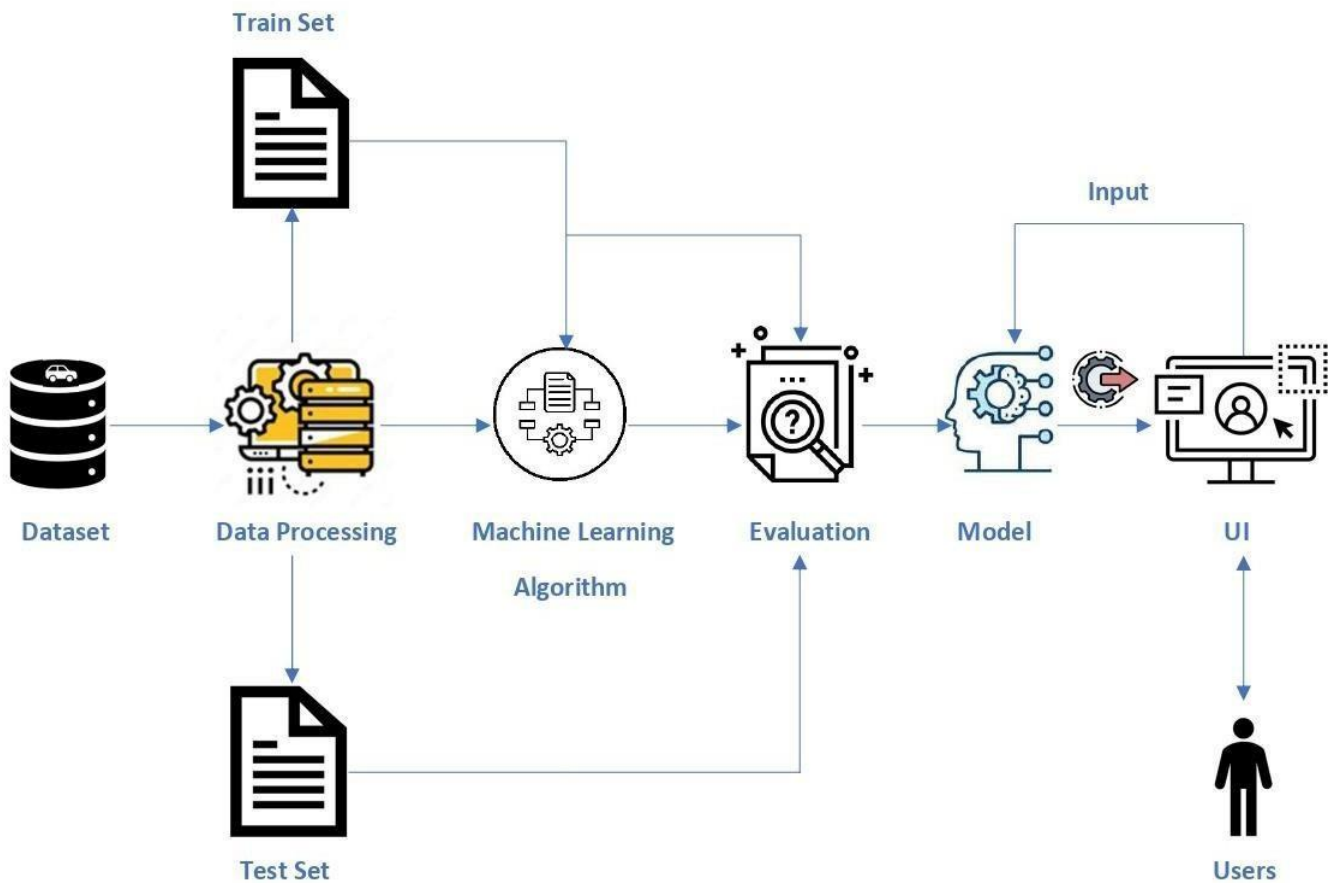 Train Set
Input
Dataset
Data Processing
Machine Learning
Algorithm
Evaluation
Model
UI
Test Set
Users